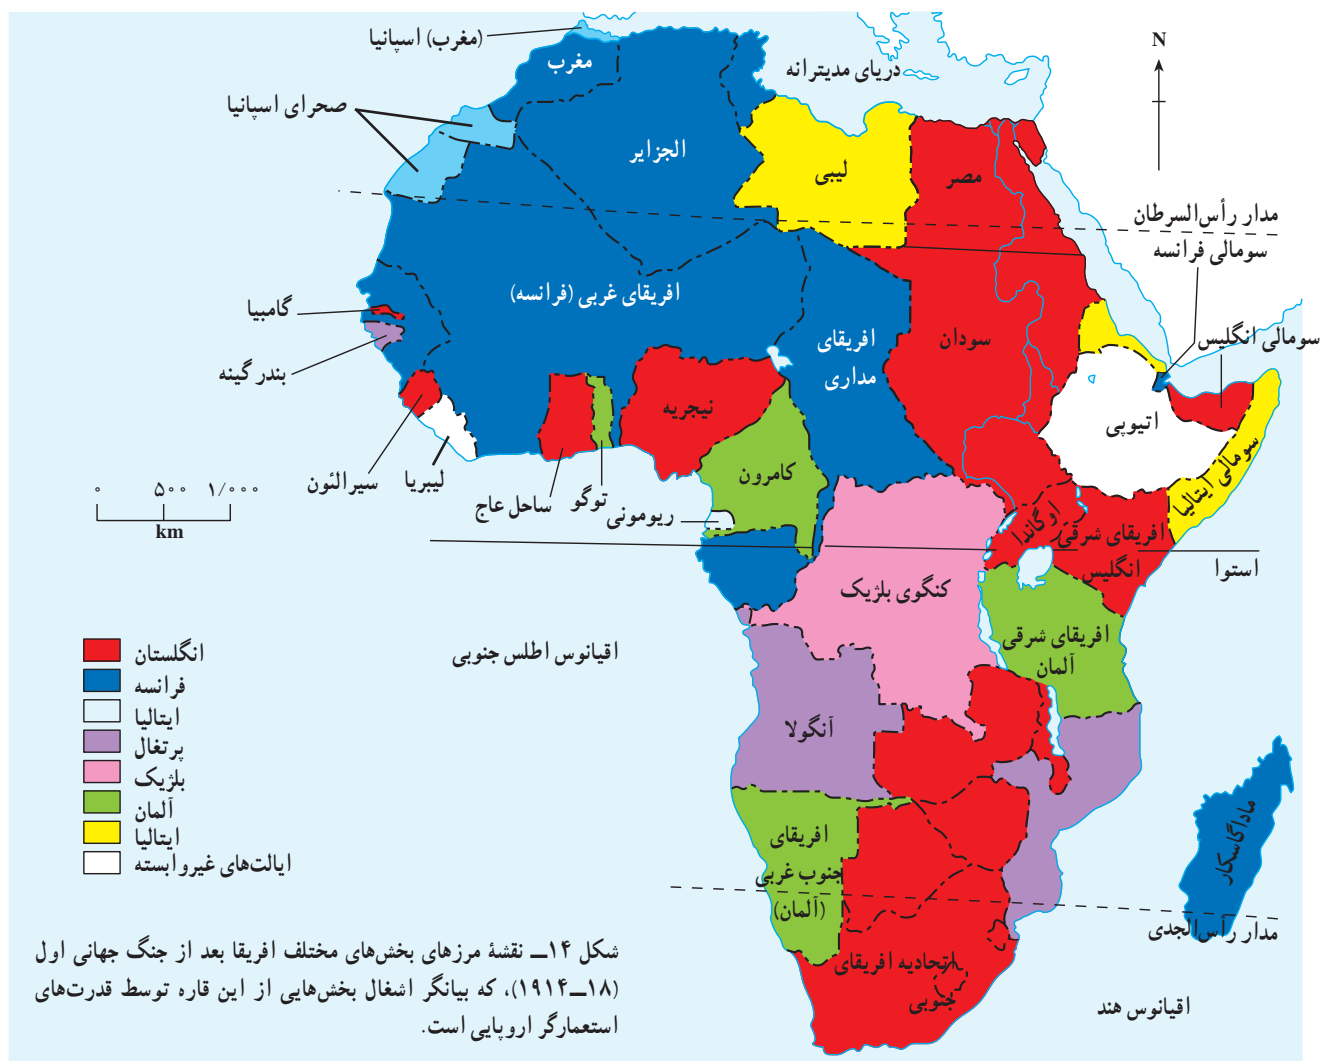 (مغرب) اسپانیا
دریای مدیترانه
N
مغرب
صحرای اسپانیا
الجزایر
لیبی
مصر
مدار رأس‌السرطان
سومالی فرانسه
افریقای غربی (فرانسه)
گامبیا
بندر گینه
افریقای
مداری
سودان
سومالی انگلیس
نیجریه
اتیوپی
سومالی ایتالیا
کامرون
لیبریا
سیرالئون
ساحل عاج
توگو
ریومونی
۰ ۵۰۰ ۱/۰۰۰
km
اوگاندا
افریقای شرقی
انگلیس
استوا
کنگوی بلژیک
افریقای شرقی
آلمان
اقیانوس اطلس جنوبی
آنگولا
انگلستان
فرانسه
ایتالیا
پرتغال
بلژیک
آلمان
ایتالیا
ایالت‌های غیروابسته
افریقای
جنوب غربی
(آلمان)
ماداگاسکار
مدار رأس‌الجدی
اتحادیه افریقای
جنوبی
اقیانوس هند
شکل ۱۴ــ نقشهٔ مرزهای بخش‌های مختلف افریقا بعد از جنگ جهانی اول
(۱۸ــ۱۹۱۴)، که بیانگر اشغال بخش‌هایی از این قاره توسط قدرت‌های
استعمارگر اروپایی است.